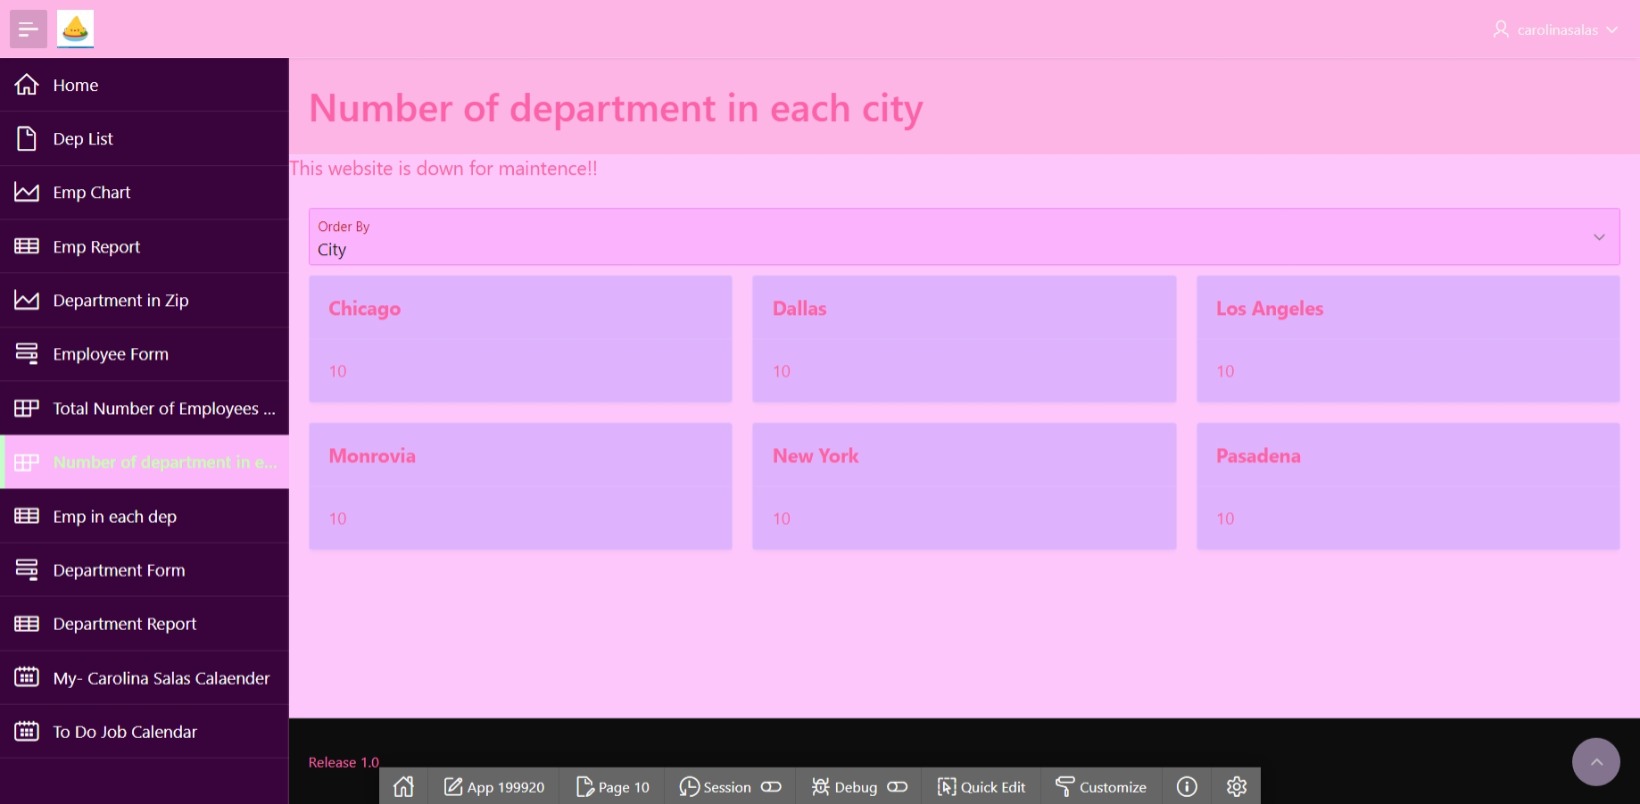 carolinasalas
Home
Dep List
Emp Chart
Emp Report
Department in Zip
Employee Form
Total Number of Employees ...
Number of department in e...
Emp in each dep
Department Form
Department Report
My- Carolina Salas Calaender
To Do Job Calendar
Number of department in each city
This website is down for maintence!!
Order By
City
Chicago
10
Dallas
10
Los Angeles
10
Monrovia
10
New York
10
Pasadena
10
Release 1.0
App 199920 Page 10 Session Debug Quick Edit Customize